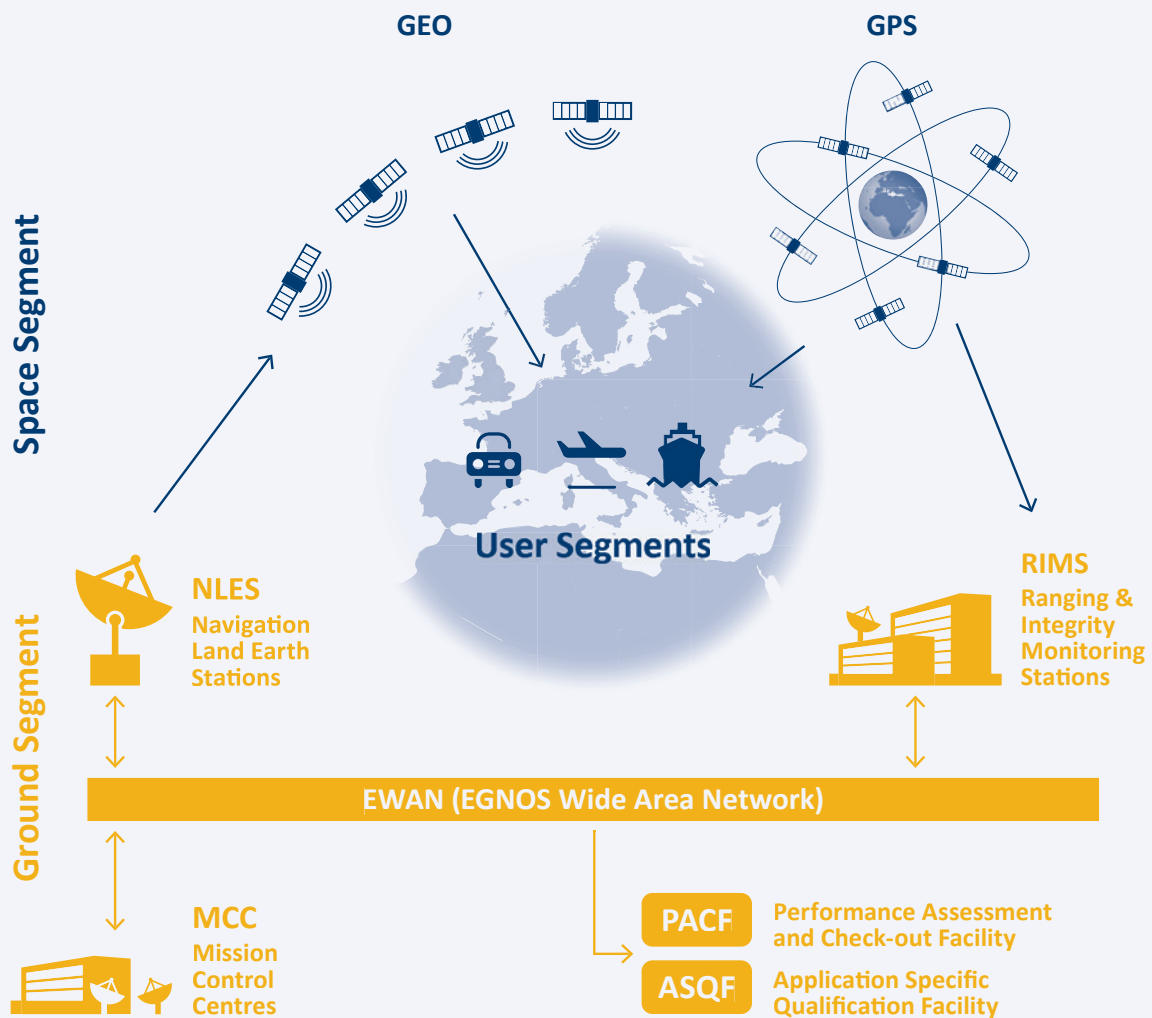 GEO
GPS
Space Segment
User Segments
NLES
Navigation
Land Earth
Stations
RIMS
Ranging &
Integrity
Monitoring
Stations
Ground Segment
EWAN (EGNOS Wide Area Network)
MCC
Mission
Control
Centres
PACF
Performance Assessment
and Check-out Facility
ASQF
Application Specific
Qualification Facility